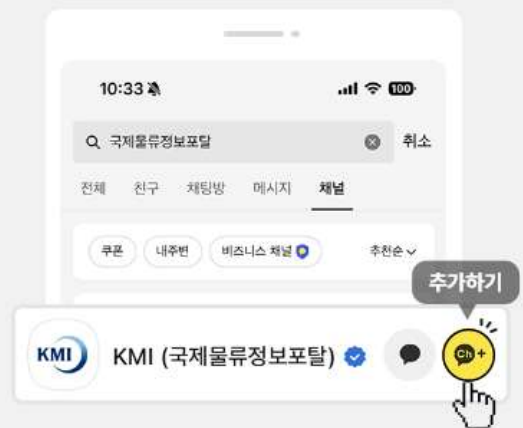 10:33 100
국제물류정보포탈 취소
전체 친구 채팅방 메시지 채널
쿠폰 내주변 비즈니스 채널 추천순
추가하기
KMI KMI (국제물류정보포탈) Ch+